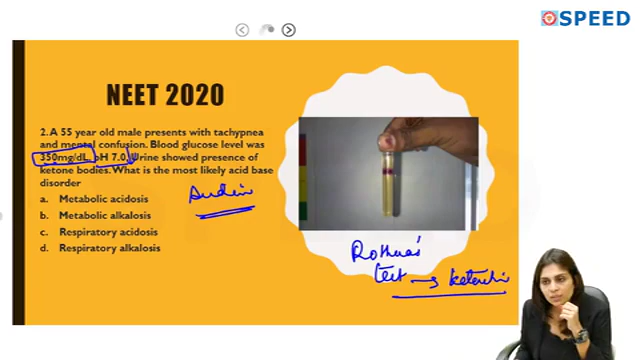 SPEED
NEET 2020
2. A 55 year old male presents with tachypnea
and mental confusion. Blood glucose level was
350mg/dL, pH 7.0, Urine showed presence of
ketone bodies. What is the most likely acid base
disorder
a. Metabolic acidosis
b. Metabolic alkalosis
c. Respiratory acidosis
d. Respiratory alkalosis
Rothera's
test →